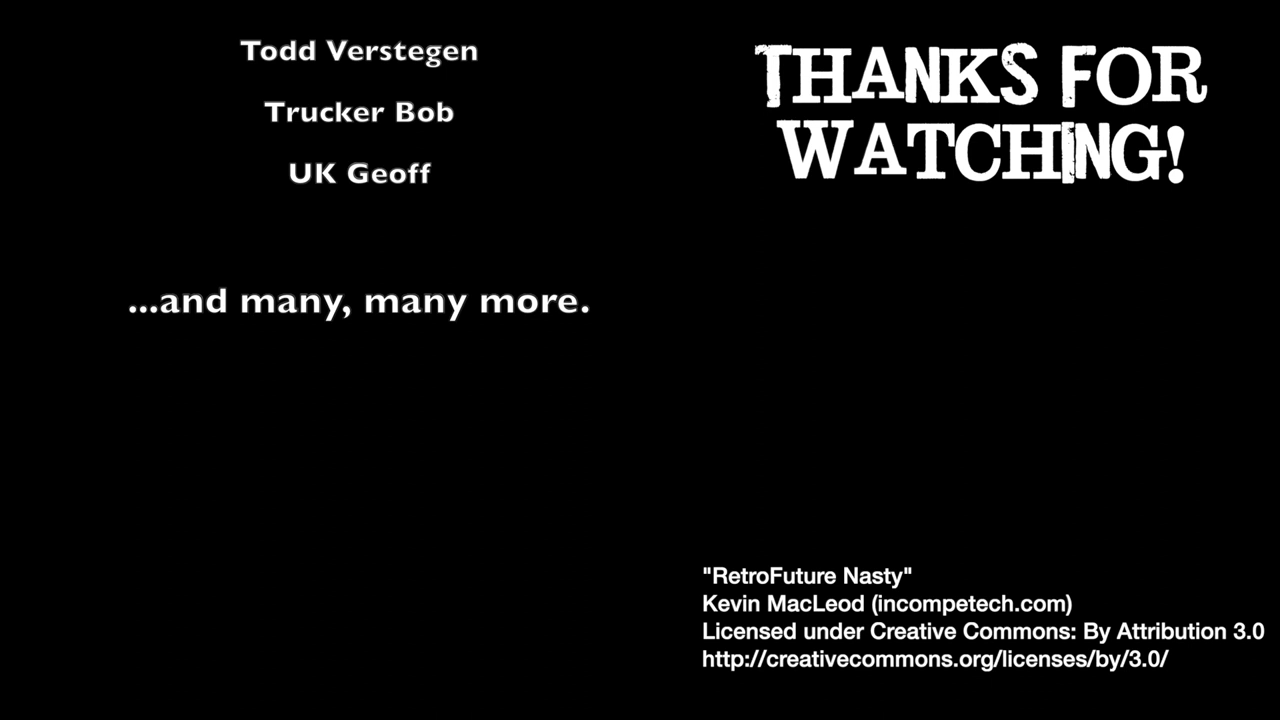 Todd Verstegen
Trucker Bob
UK Geoff
...and many, many more.
THANKS FOR
WATCHING!
"RetroFuture Nasty"
Kevin MacLeod (incompetech.com)
Licensed under Creative Commons: By Attribution 3.0
http://creativecommons.org/licenses/by/3.0/